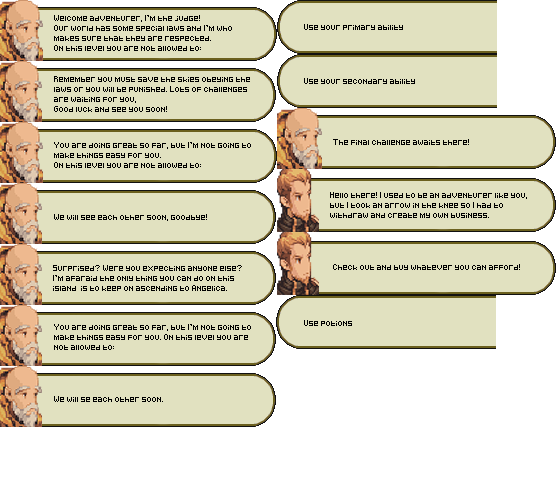 Welcome adventurer, I'm the Judge!
Our world has some special laws and I'm who
makes sure that they are respected.
On this level you are not allowed to:
Remember you must save the skies obeying the
laws or you will be punished. Lots of challenges
are waiting for you,
Good luck and see you soon!
You are doing great so far, but I'm not going to
make things easy for you.
On this level you are not allowed to:
We will see each other soon, goodbye!
Surprised? Were you expecting anyone else?
I'm afaraid the only thing you can do on this
island is to keep on ascending to Angelica.
You are doing great so far, but I'm not going to
make things easy for you. On this level you are
not allowed to:
We will se each other soon.
Use your primary ability
Use your secondary ability
The final challenge awaits there!
Hello there! I used to be an adventurer like you,
but I took an arrow in the knee so I had to
withdraw and create my own business.
Check out and buy whatever you can afford!
Use potions